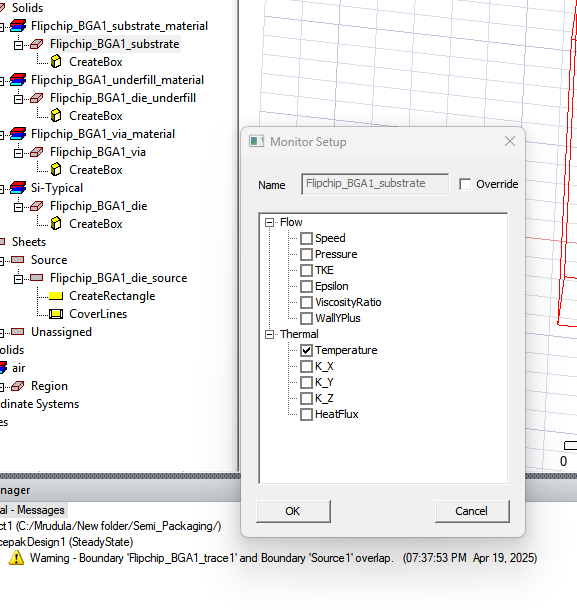 Solids
Flipchip_BGA1_substrate_material
Flipchip_BGA1_substrate
CreateBox
Flipchip_BGA1_underfill_material
Flipchip_BGA1_die_underfill
CreateBox
Flipchip_BGA1_via_material
Flipchip_BGA1_via
CreateBox
Si-Typical
Flipchip_BGA1_die
CreateBox
Sheets
Source
Flipchip_BGA1_die_source
CreateRectangle
CoverLines
Unassigned
olids
air
Region
rdinate Systems
es
Monitor Setup
Name
Flipchip_BGA1_substrate
Override
Flow
Speed
Pressure
TKE
Epsilon
ViscosityRatio
WallYPlus
Thermal
Temperature
K_X
K_Y
K_Z
HeatFlux
OK
Cancel
0
nager
al - Messages
ct1 (C:/Mrudula/New folder/Semi_Packaging/)
cepakDesign1 (SteadyState)
Warning - Boundary 'Flipchip_BGA1_trace1' and Boundary 'Source1' overlap. (07:37:53 PM Apr 19, 2025)